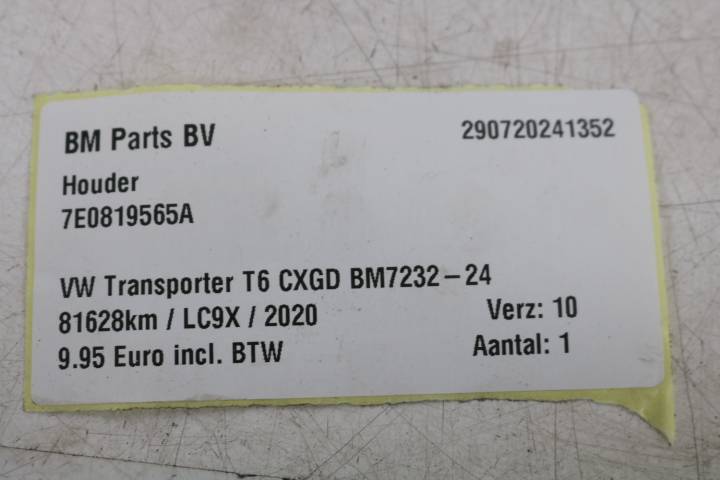 BM Parts BV 290720241352
Houder
7E0819565A
VW Transporter T6 CXGD BM7232-24
81628km / LC9X / 2020 Verz: 10
9.95 Euro incl. BTW Aantal: 1